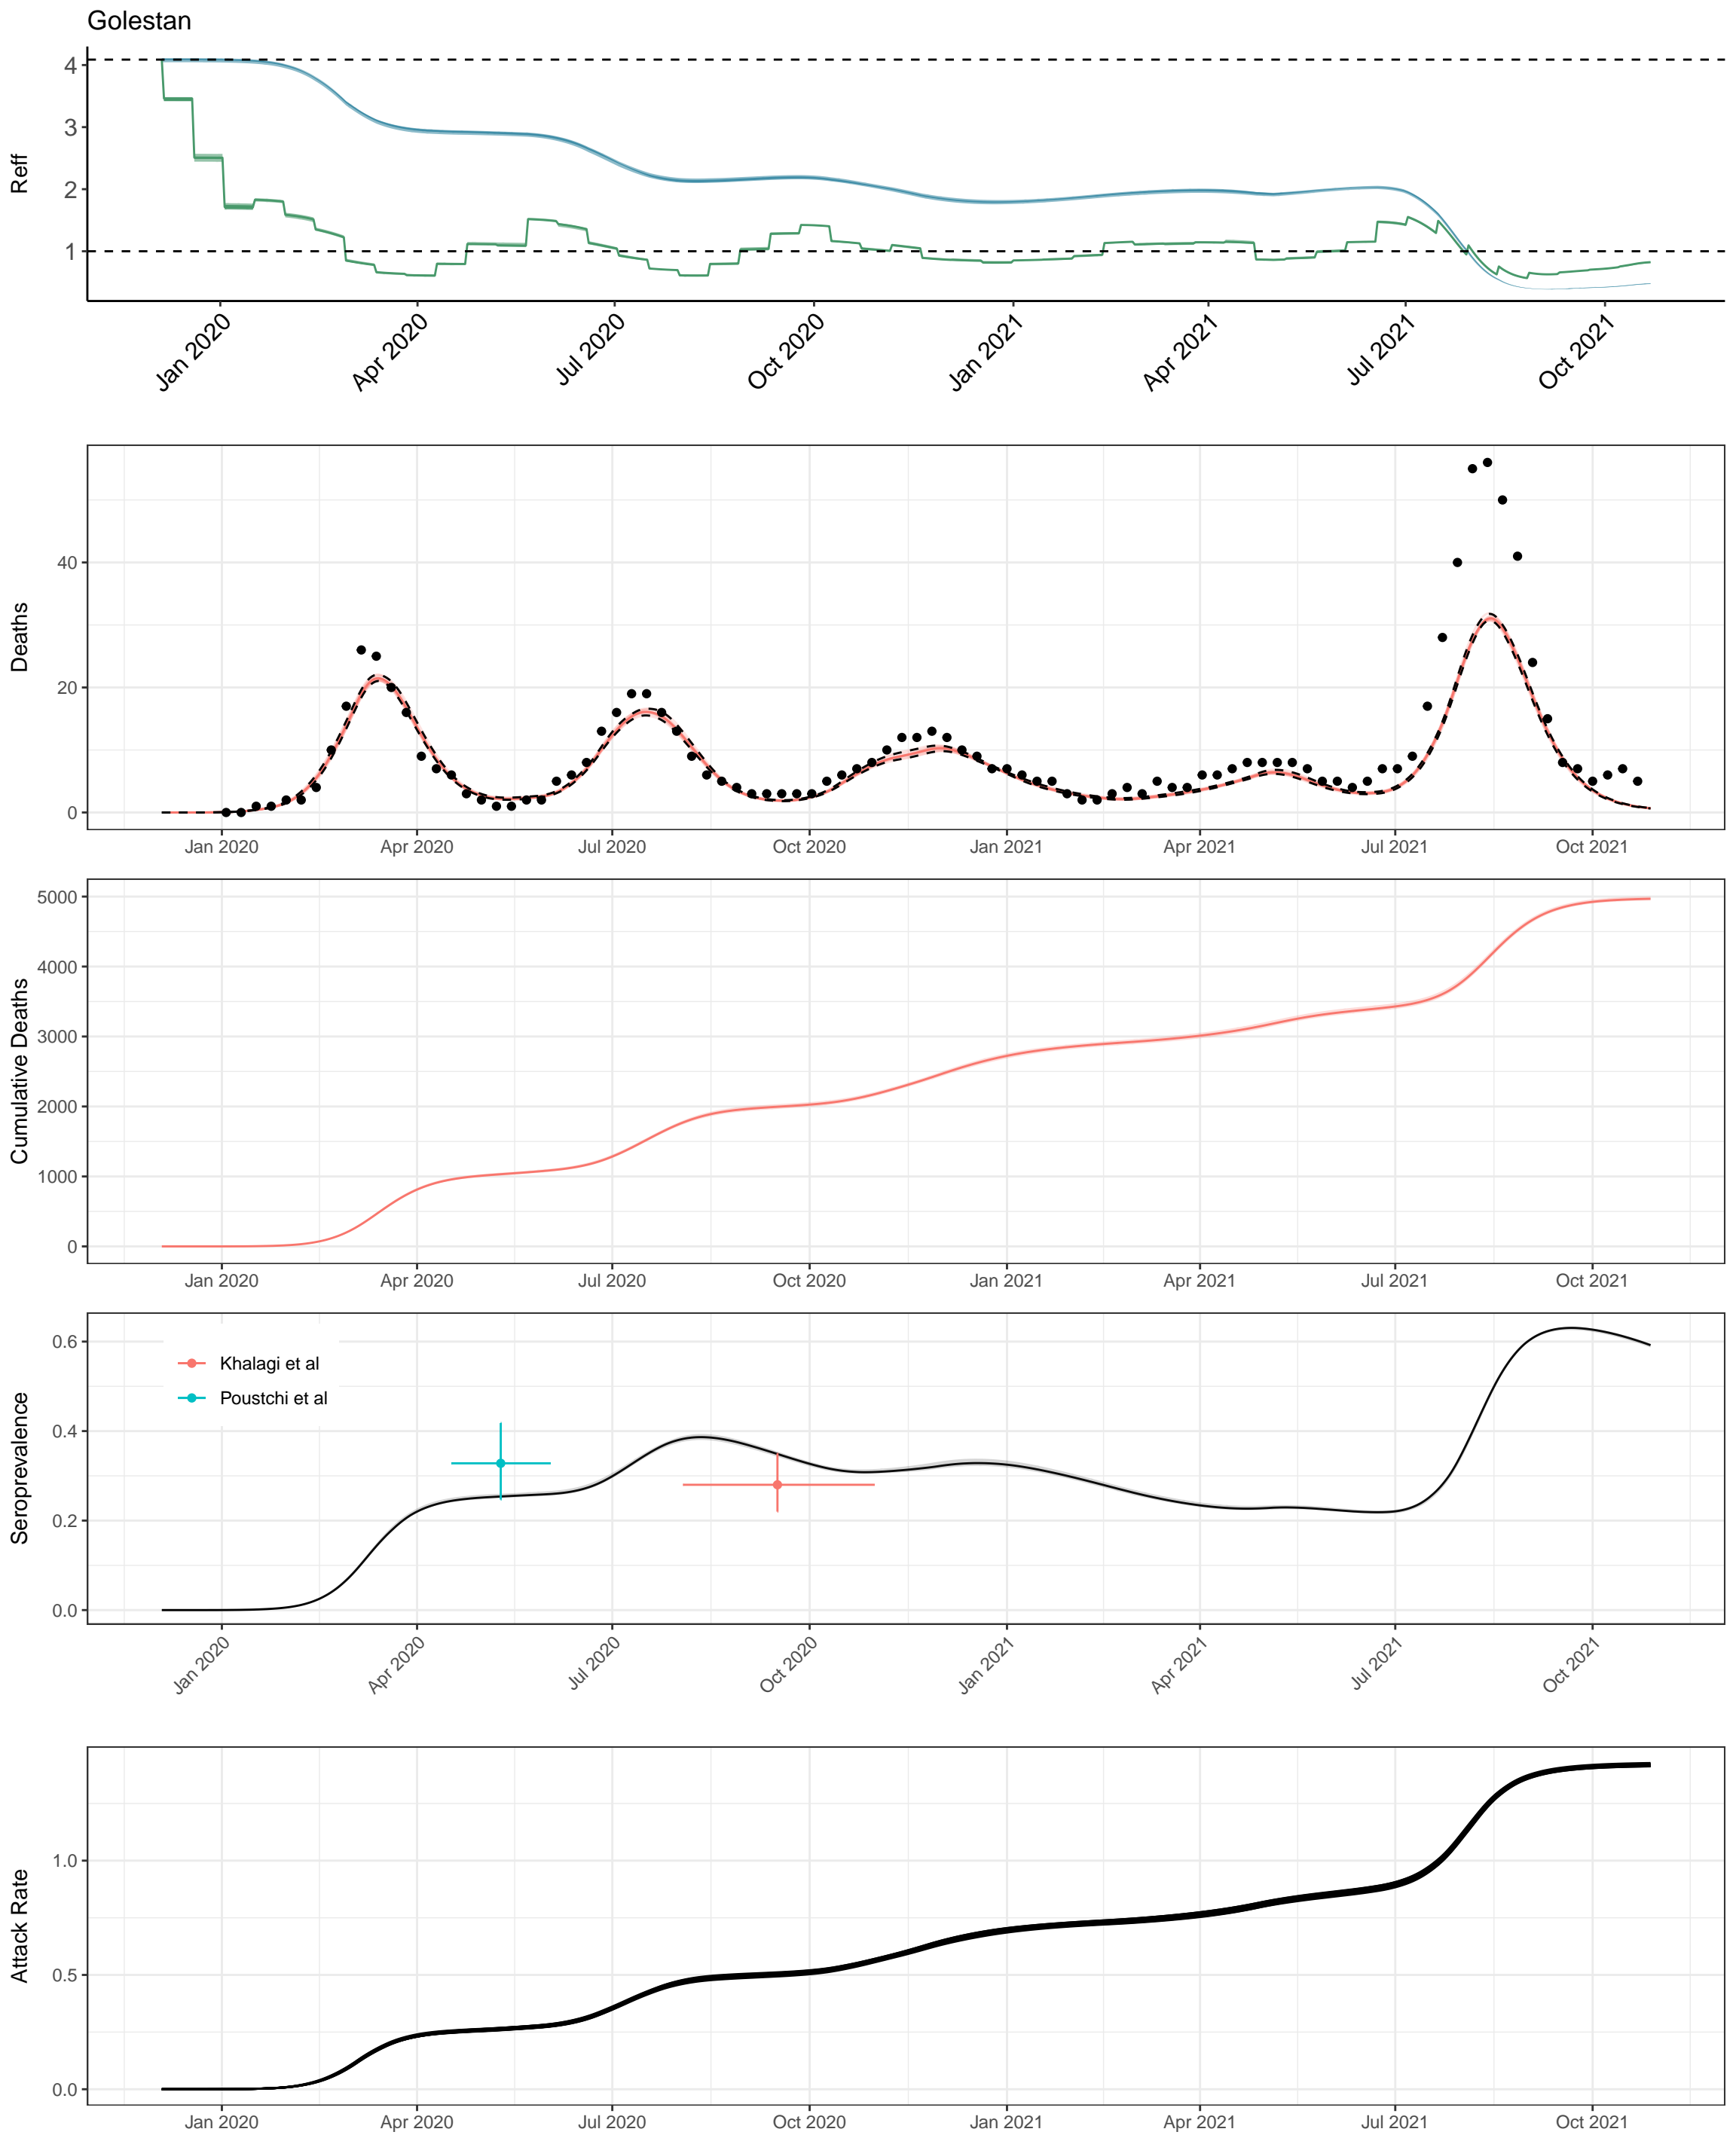 Golestan
Reff
4
3
2
1
Jan 2020
Apr 2020
Jul 2020
Oct 2020
Jan 2021
Apr 2021
Jul 2021
Oct 2021
Deaths
40
20
0
Jan 2020
Apr 2020
Jul 2020
Oct 2020
Jan 2021
Apr 2021
Jul 2021
Oct 2021
Cumulative Deaths
5000
4000
3000
2000
1000
0
Jan 2020
Apr 2020
Jul 2020
Oct 2020
Jan 2021
Apr 2021
Jul 2021
Oct 2021
Seroprevalence
0.6
0.4
0.2
0.0
Khalagi et al
Poustchi et al
Jan 2020
Apr 2020
Jul 2020
Oct 2020
Jan 2021
Apr 2021
Jul 2021
Oct 2021
Attack Rate
1.0
0.5
0.0
Jan 2020
Apr 2020
Jul 2020
Oct 2020
Jan 2021
Apr 2021
Jul 2021
Oct 2021